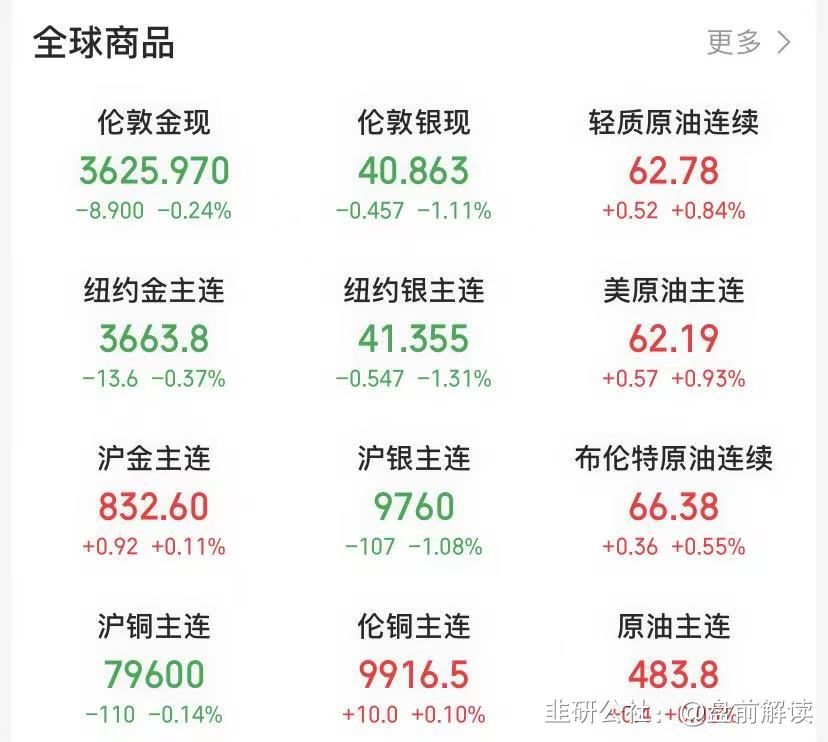 全球商品
更多
伦敦金现 伦敦银现 轻质原油连续
3625.970 40.863 62.78
-8.900 -0.24% -0.457 -1.11% +0.52 +0.84%
纽约金主连 纽约银主连 美原油主连
3663.8 41.355 62.19
-13.6 -0.37% -0.547 -1.31% +0.57 +0.93%
沪金主连 沪银主连 布伦特原油连续
832.60 9760 66.38
+0.92 +0.11% -107 -1.08% +0.36 +0.55%
沪铜主连 伦铜主连 原油主连
79600 9916.5 483.8
-110 -0.14% +10.0 +0.10%
韭研公社:@盘前解读